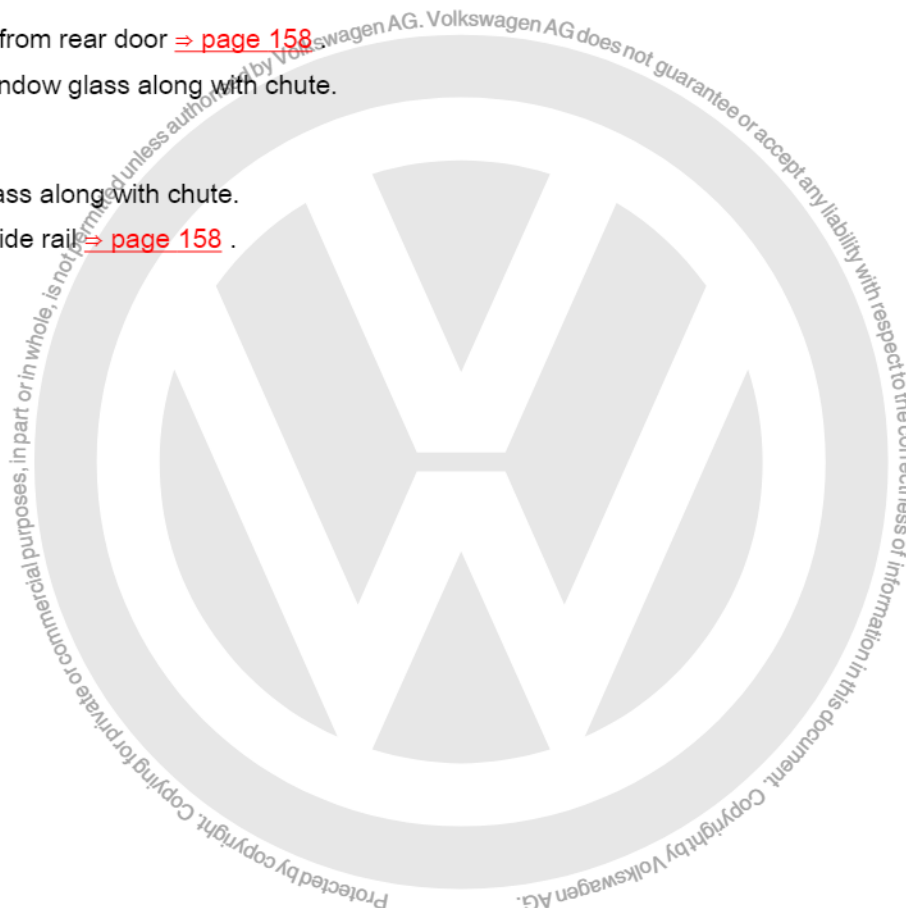 from rear door ⇒ page 158 .
ndow glass along with chute.
ass along with chute.
ide rail ⇒ page 158 .
Protected by copyright. Copying for private or commercial purposes, in part or in whole, is not permitted unless authorised by Volkswagen AG. Volkswagen AG does not guarantee or accept any liability with respect to the correctness of information in this document. Copyright by Volkswagen AG.